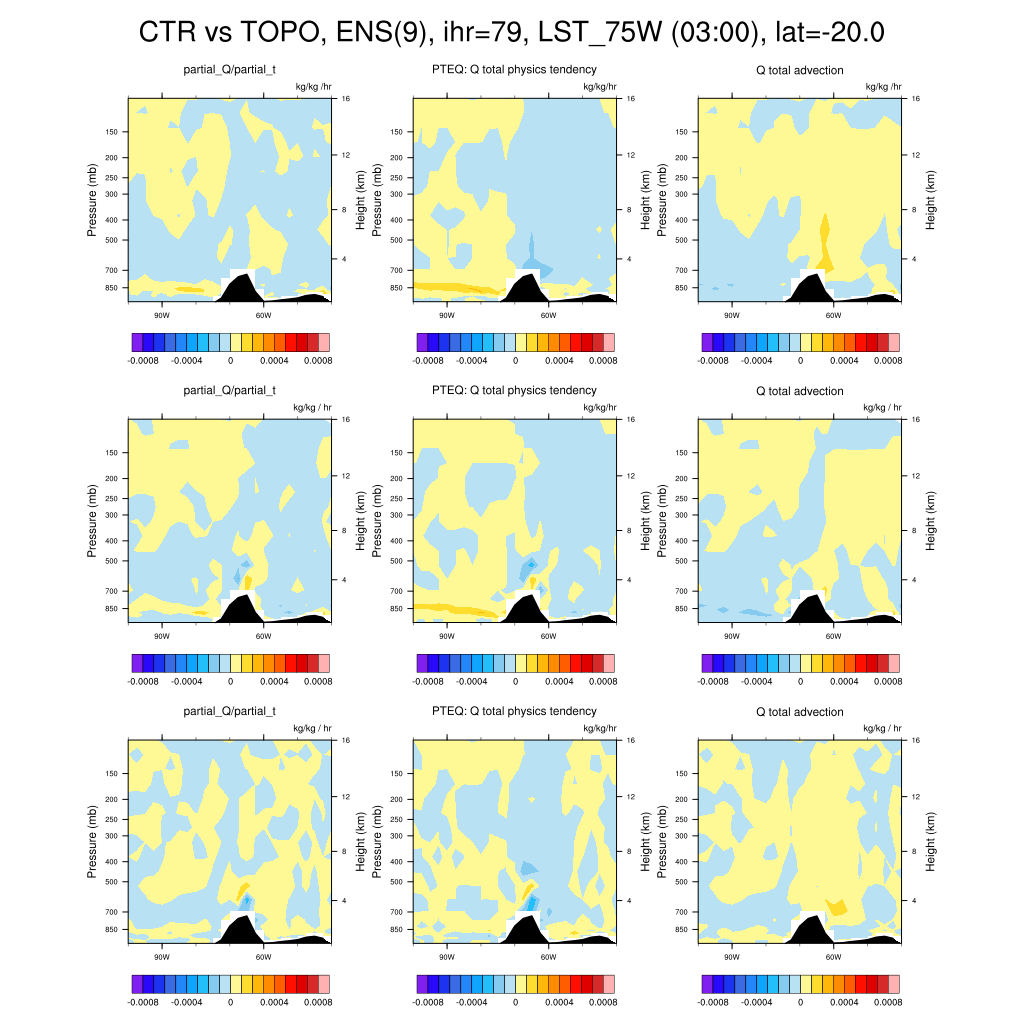 CTR vs TOPO, ENS(9), ihr=79, LST_75W (03:00), lat=-20.0
partial_Q/partial_t
PTEQ: Q total physics tendency
Q total advection
kg/kg /hr
kg/kg/hr
kg/kg /hr
16
16
16
150
150
150
12
12
12
200
200
200
250
250
250
300
300
300
Pressure (mb)
Height (km)
Pressure (mb)
Height (km)
Pressure (mb)
Height (km)
8
8
8
400
400
400
500
500
500
4
4
4
700
700
700
850
850
850
90W 60W
90W 60W
90W 60W
-0.0008 -0.0004 0 0.0004 0.0008
-0.0008 -0.0004 0 0.0004 0.0008
-0.0008 -0.0004 0 0.0004 0.0008
partial_Q/partial_t
PTEQ: Q total physics tendency
Q total advection
kg/kg / hr
kg/kg/hr
kg/kg / hr
16
16
16
150
150
150
12
12
12
200
200
200
250
250
250
300
300
300
Pressure (mb)
Height (km)
Pressure (mb)
Height (km)
Pressure (mb)
Height (km)
8
8
8
400
400
400
500
500
500
4
4
4
700
700
700
850
850
850
90W 60W
90W 60W
90W 60W
-0.0008 -0.0004 0 0.0004 0.0008
-0.0008 -0.0004 0 0.0004 0.0008
-0.0008 -0.0004 0 0.0004 0.0008
partial_Q/partial_t
PTEQ: Q total physics tendency
Q total advection
kg/kg / hr
kg/kg/hr
kg/kg / hr
16
16
16
150
150
150
12
12
12
200
200
200
250
250
250
300
300
300
Pressure (mb)
Height (km)
Pressure (mb)
Height (km)
Pressure (mb)
Height (km)
8
8
8
400
400
400
500
500
500
4
4
4
700
700
700
850
850
850
90W 60W
90W 60W
90W 60W
-0.0008 -0.0004 0 0.0004 0.0008
-0.0008 -0.0004 0 0.0004 0.0008
-0.0008 -0.0004 0 0.0004 0.0008